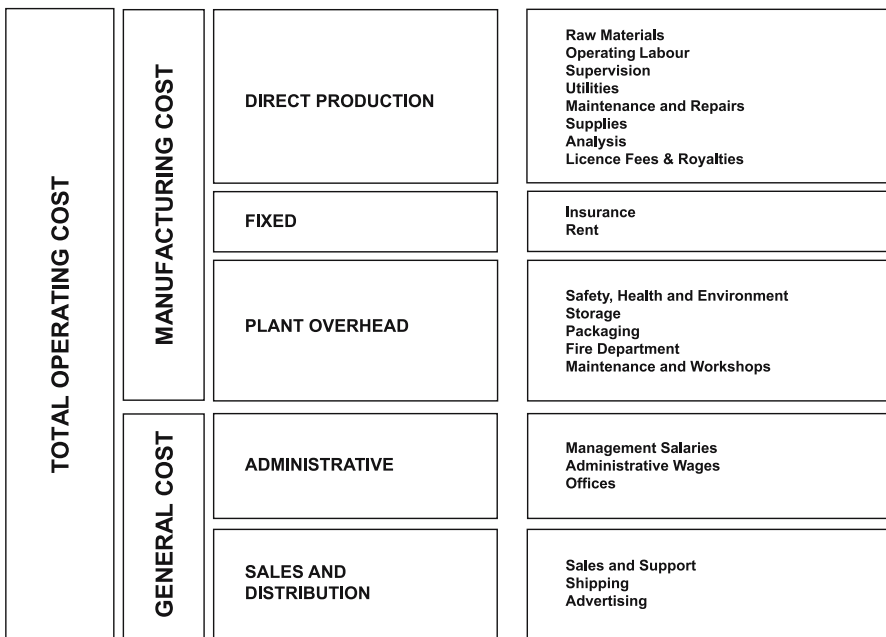 TOTAL OPERATING COST
MANUFACTURING COST
DIRECT PRODUCTION
Raw Materials
Operating Labour
Supervision
Utilities
Maintenance and Repairs
Supplies
Analysis
Licence Fees & Royalties
FIXED
Insurance
Rent
PLANT OVERHEAD
Safety, Health and Environment
Storage
Packaging
Fire Department
Maintenance and Workshops
GENERAL COST
ADMINISTRATIVE
Management Salaries
Administrative Wages
Offices
SALES AND
DISTRIBUTION
Sales and Support
Shipping
Advertising